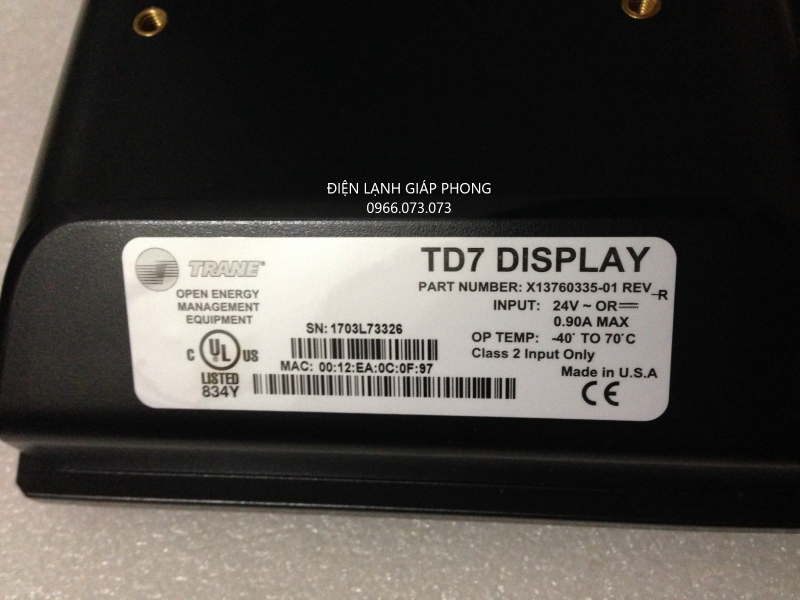 ĐIỆN LẠNH GIÁP PHONG
0966.073.073
TRANE®
OPEN ENERGY
MANAGEMENT
EQUIPMENT
C UL US
LISTED
834Y
SN: 1703L73326
MAC: 00:12:EA:0C:0F:97
TD7 DISPLAY
PART NUMBER: X13760335-01 REV_R
INPUT: 24V ~ OR ⎓
0.90A MAX
OP TEMP: -40° TO 70°C
Class 2 Input Only
Made in U.S.A
CE